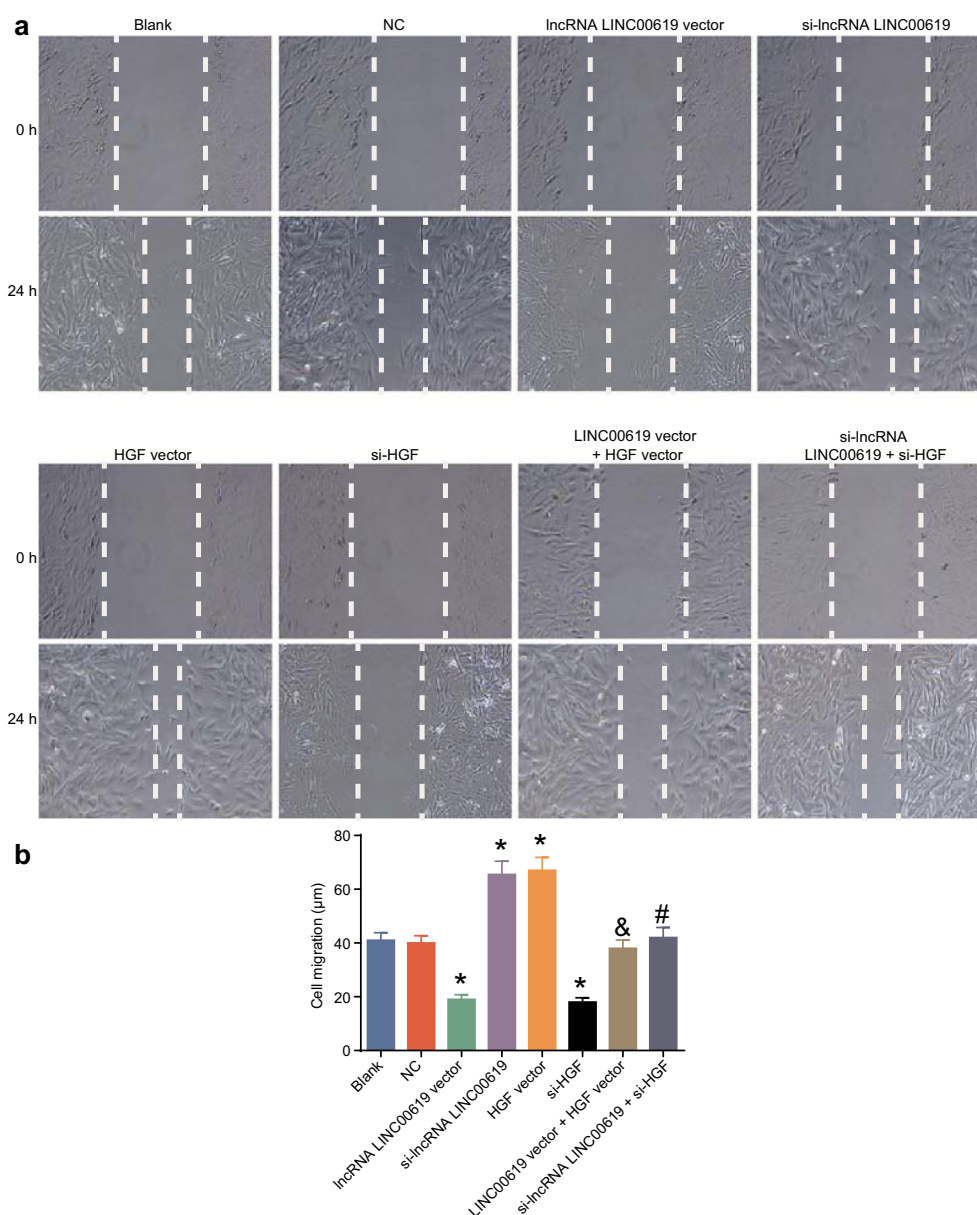 a
Blank
NC
lncRNA LINC00619 vector
si-lncRNA LINC00619
0 h
24 h
HGF vector
si-HGF
LINC00619 vector
+ HGF vector
si-lncRNA
LINC00619 + si-HGF
0 h
24 h
b
Cell migration (μm)
80
60
40
20
0
*
*
*
*
&
#
Blank
NC
lncRNA LINC00619 vector
si-lncRNA LINC00619
HGF vector
si-HGF
LINC00619 vector + HGF vector
si-lncRNA LINC00619 + si-HGF